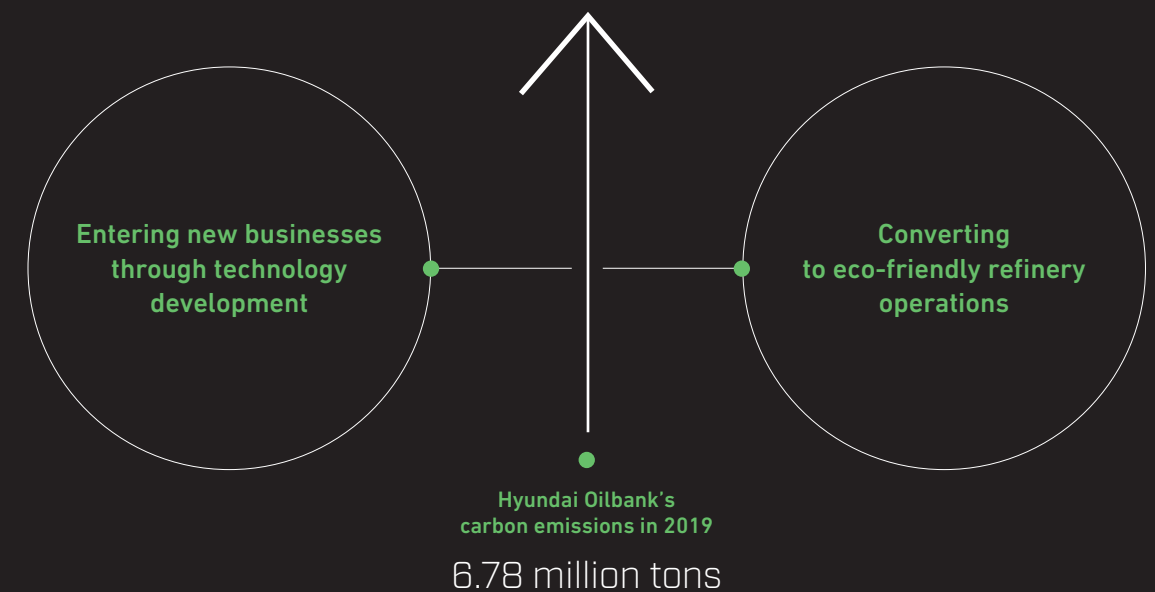 Entering new businesses
through technology
development
Converting
to eco-friendly refinery
operations
Hyundai Oilbank’s
carbon emissions in 2019
6.78 million tons